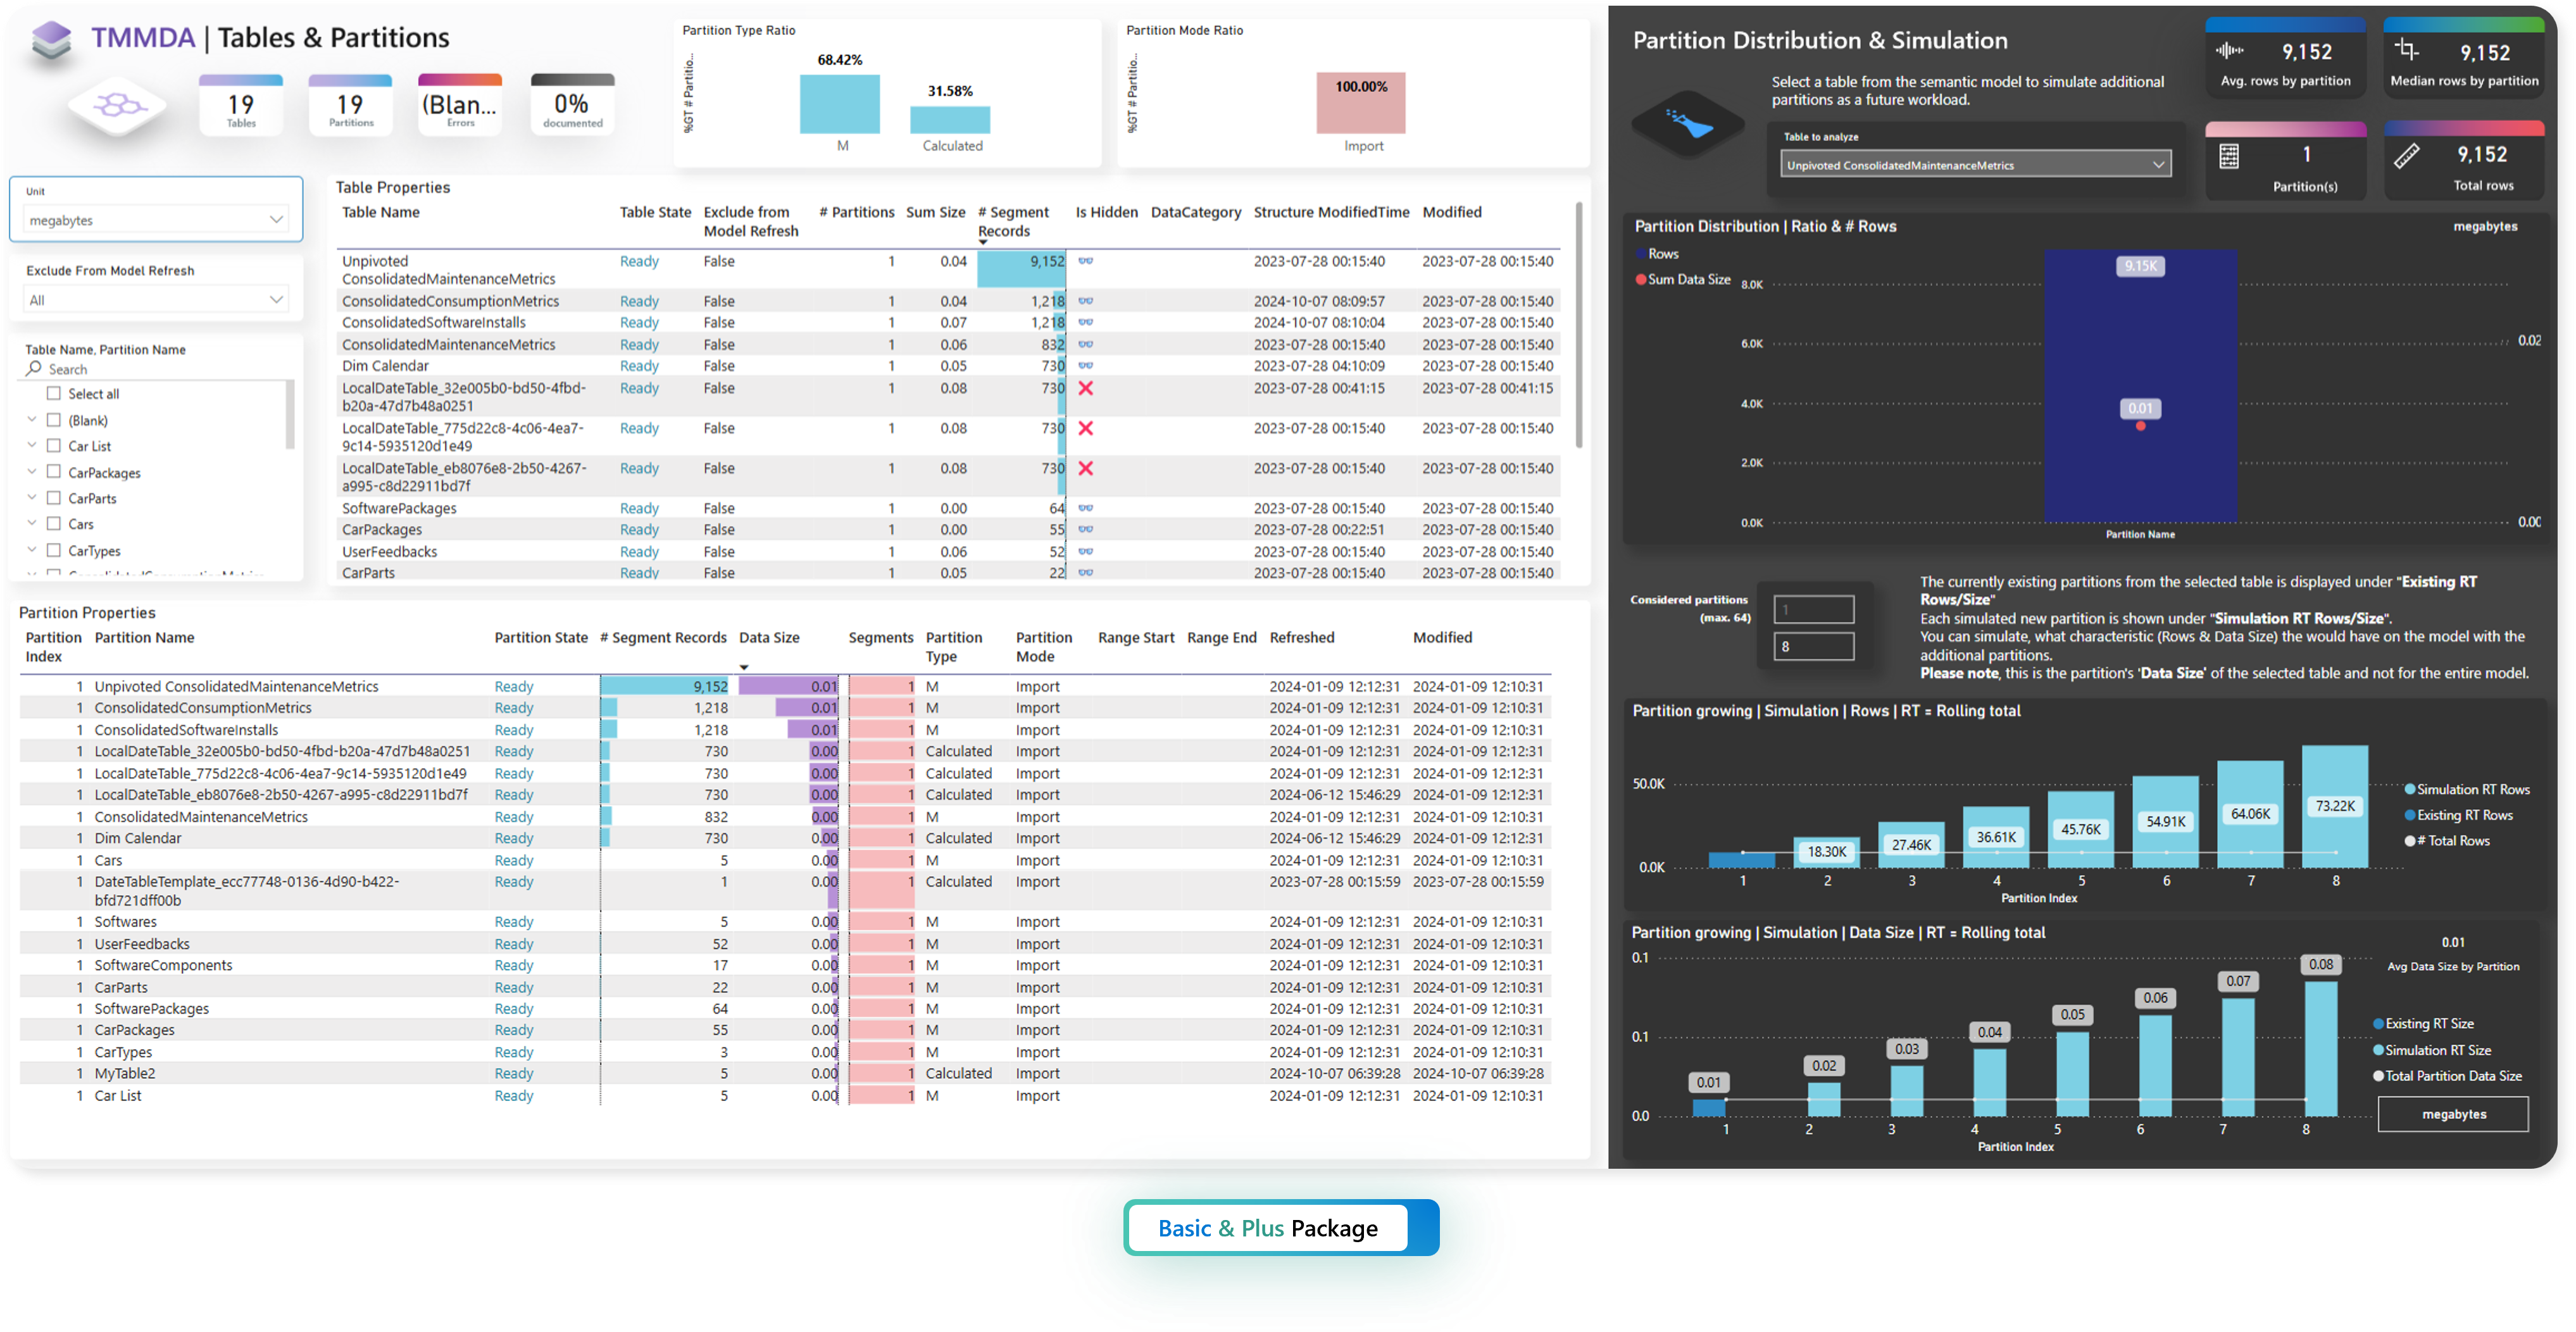 TMMDA | Tables & Partitions
19
Tables
19
Partitions
(Blan...
Errors
0%
documented
Partition Type Ratio
%GT # Partitio...
68.42%
31.58%
M
Calculated
Partition Mode Ratio
%GT # Partitio...
100.00%
Import
Unit
megabytes
Exclude From Model Refresh
All
Table Name, Partition Name
Search
Select all
(Blank)
Car List
CarPackages
CarParts
Cars
CarTypes
Table Properties
Table Name Table State Exclude from Model Refresh # Partitions Sum Size # Segment Records Is Hidden DataCategory Structure ModifiedTime Modified
Unpivoted ConsolidatedMaintenanceMetrics Ready False 1 0.04 9,152 2023-07-28 00:15:40 2023-07-28 00:15:40
ConsolidatedConsumptionMetrics Ready False 1 0.04 1,218 2024-10-07 08:09:57 2023-07-28 00:15:40
ConsolidatedSoftwareInstalls Ready False 1 0.07 1,218 2024-10-07 08:10:04 2023-07-28 00:15:40
ConsolidatedMaintenanceMetrics Ready False 1 0.06 832 2023-07-28 00:15:40 2023-07-28 00:15:40
Dim Calendar Ready False 1 0.05 730 2023-07-28 04:10:09 2023-07-28 00:15:40
LocalDateTable_32e005b0-bd50-4fbd-b20a-47d7b48a0251 Ready False 1 0.08 730 2023-07-28 00:41:15 2023-07-28 00:41:15
LocalDateTable_775d22c8-4c06-4ea7-9c14-5935120d1e49 Ready False 1 0.08 730 2023-07-28 00:15:40 2023-07-28 00:15:40
LocalDateTable_eb8076e8-2b50-4267-a995-c8d22911bd7f Ready False 1 0.08 730 2023-07-28 00:15:40 2023-07-28 00:15:40
SoftwarePackages Ready False 1 0.00 64 2023-07-28 00:15:40 2023-07-28 00:15:40
CarPackages Ready False 1 0.00 55 2023-07-28 00:22:51 2023-07-28 00:15:40
UserFeedbacks Ready False 1 0.06 52 2023-07-28 00:15:40 2023-07-28 00:15:40
CarParts Ready False 1 0.05 22 2023-07-28 00:15:40 2023-07-28 00:15:40
Partition Properties
Partition Index Partition Name Partition State # Segment Records Data Size Segments Partition Type Partition Mode Range Start Range End Refreshed Modified
1 Unpivoted ConsolidatedMaintenanceMetrics Ready 9,152 0.01 1 M Import 2024-01-09 12:12:31 2024-01-09 12:10:31
1 ConsolidatedConsumptionMetrics Ready 1,218 0.01 1 M Import 2024-01-09 12:12:31 2024-01-09 12:10:31
1 ConsolidatedSoftwareInstalls Ready 1,218 0.01 1 M Import 2024-01-09 12:12:31 2024-01-09 12:10:31
1 LocalDateTable_32e005b0-bd50-4fbd-b20a-47d7b48a0251 Ready 730 0.00 1 Calculated Import 2024-01-09 12:12:31 2024-01-09 12:12:31
1 LocalDateTable_775d22c8-4c06-4ea7-9c14-5935120d1e49 Ready 730 0.00 1 Calculated Import 2024-01-09 12:12:31 2024-01-09 12:12:31
1 LocalDateTable_eb8076e8-2b50-4267-a995-c8d22911bd7f Ready 730 0.00 1 Calculated Import 2024-06-12 15:46:29 2024-01-09 12:12:31
1 ConsolidatedMaintenanceMetrics Ready 832 0.00 1 M Import 2024-01-09 12:12:31 2024-01-09 12:10:31
1 Dim Calendar Ready 730 0.00 1 Calculated Import 2024-06-12 15:46:29 2024-01-09 12:12:31
1 Cars Ready 5 0.00 1 M Import 2024-01-09 12:12:31 2024-01-09 12:10:31
1 DateTableTemplate_ecc77748-0136-4d90-b422-bfd721dff00b Ready 1 0.00 1 Calculated Import 2023-07-28 00:15:59 2023-07-28 00:15:59
1 Softwares Ready 5 0.00 1 M Import 2024-01-09 12:12:31 2024-01-09 12:10:31
1 UserFeedbacks Ready 52 0.00 1 M Import 2024-01-09 12:12:31 2024-01-09 12:10:31
1 SoftwareComponents Ready 17 0.00 1 M Import 2024-01-09 12:12:31 2024-01-09 12:10:31
1 CarParts Ready 22 0.00 1 M Import 2024-01-09 12:12:31 2024-01-09 12:10:31
1 SoftwarePackages Ready 64 0.00 1 M Import 2024-01-09 12:12:31 2024-01-09 12:10:31
1 CarPackages Ready 55 0.00 1 M Import 2024-01-09 12:12:31 2024-01-09 12:10:31
1 CarTypes Ready 3 0.00 1 M Import 2024-01-09 12:12:31 2024-01-09 12:10:31
1 MyTable2 Ready 5 0.00 1 Calculated Import 2024-10-07 06:39:28 2024-10-07 06:39:28
1 Car List Ready 5 0.00 1 M Import 2024-01-09 12:12:31 2024-01-09 12:10:31
Partition Distribution & Simulation
Select a table from the semantic model to simulate additional
partitions as a future workload.
Table to analyze
Unpivoted ConsolidatedMaintenanceMetrics
9,152
Avg. rows by partition
9,152
Median rows by partition
1
Partition(s)
9,152
Total rows
Partition Distribution | Ratio & # Rows
megabytes
Rows
Sum Data Size
8.0K
6.0K
4.0K
2.0K
0.0K
9.15K
0.01
0.02
0.00
Partition Name
Considered partitions
(max. 64)
1
8
The currently existing partitions from the selected table is displayed under "Existing RT
Rows/Size"
Each simulated new partition is shown under "Simulation RT Rows/Size".
You can simulate, what characteristic (Rows & Data Size) the would have on the model with the
additional partitions.
Please note, this is the partition's 'Data Size' of the selected table and not for the entire model.
Partition growing | Simulation | Rows | RT = Rolling total
50.0K
0.0K
18.30K
27.46K
36.61K
45.76K
54.91K
64.06K
73.22K
1 2 3 4 5 6 7 8
Partition Index
Simulation RT Rows
Existing RT Rows
# Total Rows
Partition growing | Simulation | Data Size | RT = Rolling total
0.1
0.1
0.0
0.01
0.02
0.03
0.04
0.05
0.06
0.07
0.08
1 2 3 4 5 6 7 8
Partition Index
0.01
Avg Data Size by Partition
Existing RT Size
Simulation RT Size
Total Partition Data Size
megabytes
Basic & Plus Package